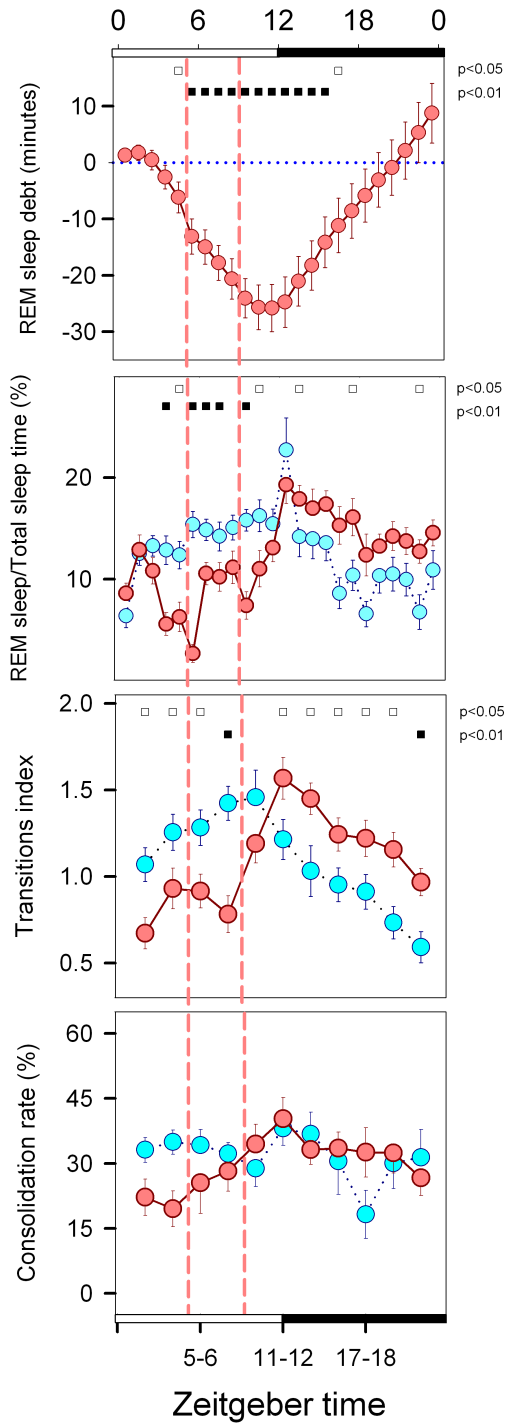 0 6 12 18 0
p<0.05
p<0.01
10
0
-10
-20
-30
REM sleep debt (minutes)
p<0.05
p<0.01
20
10
REM sleep/Total sleep time (%)
2.0
p<0.05
p<0.01
1.5
1.0
0.5
Transitions index
60
45
30
15
0
Consolidation rate (%)
5-6 11-12 17-18
Zeitgeber time